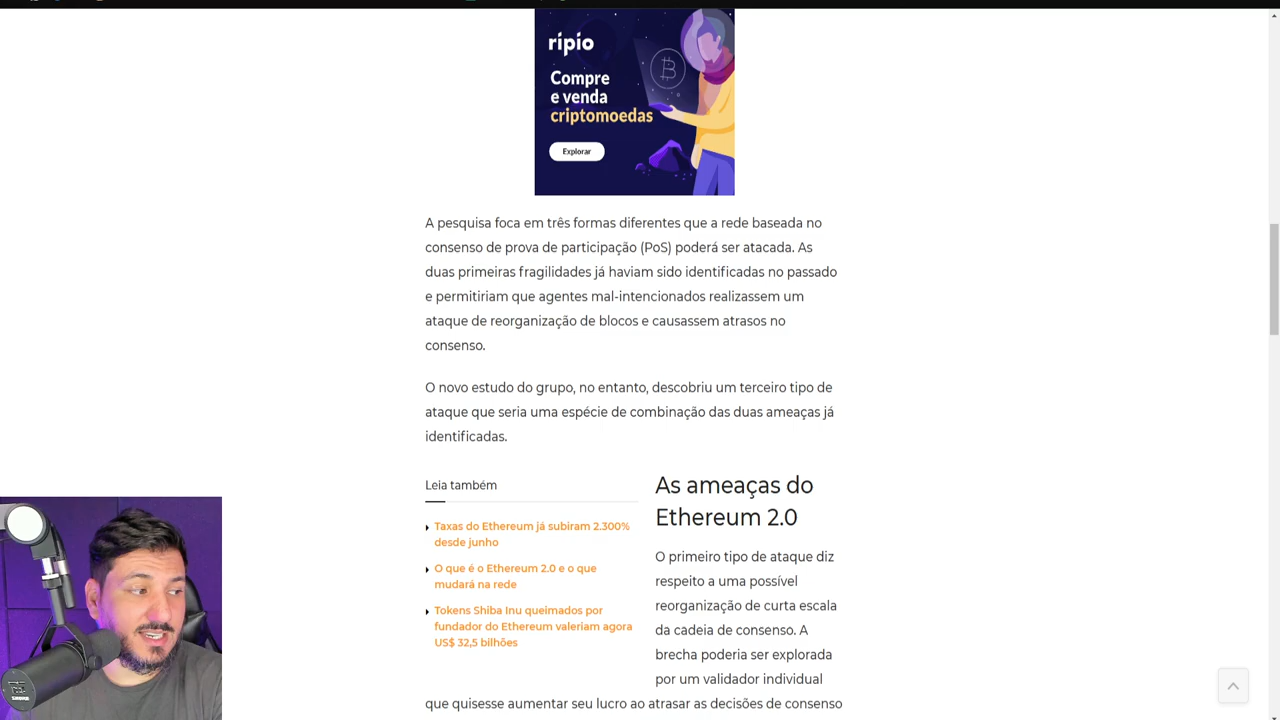 ripio
Compre
e venda
criptomoedas
Explorar
A pesquisa foca em três formas diferentes que a rede baseada no
consenso de prova de participação (PoS) poderá ser atacada. As
duas primeiras fragilidades já haviam sido identificadas no passado
e permitiriam que agentes mal-intencionados realizassem um
ataque de reorganização de blocos e causassem atrasos no
consenso.
O novo estudo do grupo, no entanto, descobriu um terceiro tipo de
ataque que seria uma espécie de combinação das duas ameaças já
identificadas.
Leia também
Taxas do Ethereum já subiram 2.300%
desde junho
O que é o Ethereum 2.0 e o que
mudará na rede
Tokens Shiba Inu queimados por
fundador do Ethereum valeriam agora
US$ 32,5 bilhões
As ameaças do
Ethereum 2.0
O primeiro tipo de ataque diz
respeito a uma possível
reorganização de curta escala
da cadeia de consenso. A
brecha poderia ser explorada
por um validador individual
que quisesse aumentar seu lucro ao atrasar as decisões de consenso
SHURE